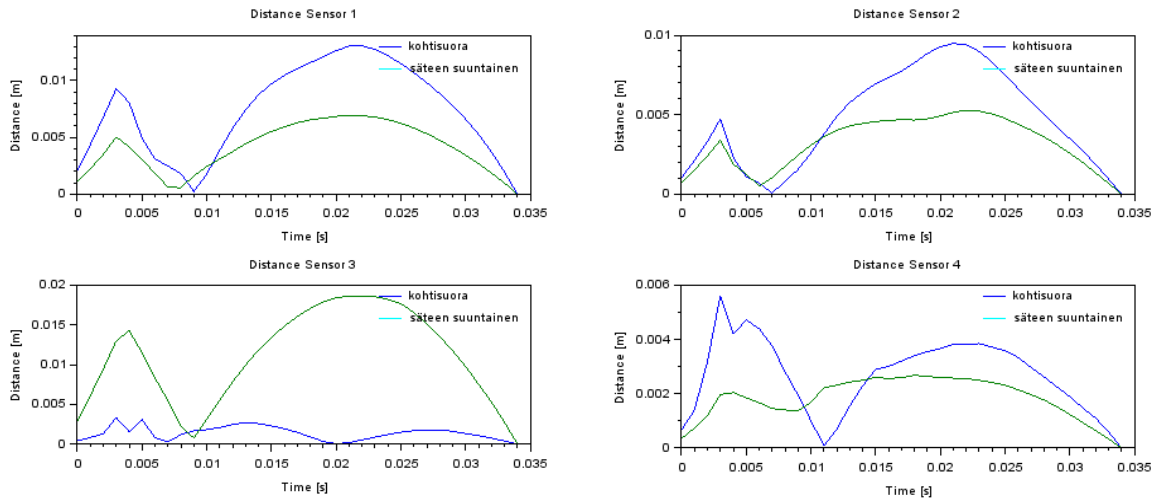 Distance Sensor 1
kohtisuora
säteen suuntainen
Distance [m]
0.01
0.005
0
0 0.005 0.01 0.015 0.02 0.025 0.03 0.035
Time [s]
Distance Sensor 2
kohtisuora
säteen suuntainen
Distance [m]
0.01
0.005
0
0 0.005 0.01 0.015 0.02 0.025 0.03 0.035
Time [s]
Distance Sensor 3
kohtisuora
säteen suuntainen
Distance [m]
0.02
0.015
0.01
0.005
0
0 0.005 0.01 0.015 0.02 0.025 0.03 0.035
Time [s]
Distance Sensor 4
kohtisuora
säteen suuntainen
Distance [m]
0.006
0.004
0.002
0
0 0.005 0.01 0.015 0.02 0.025 0.03 0.035
Time [s]